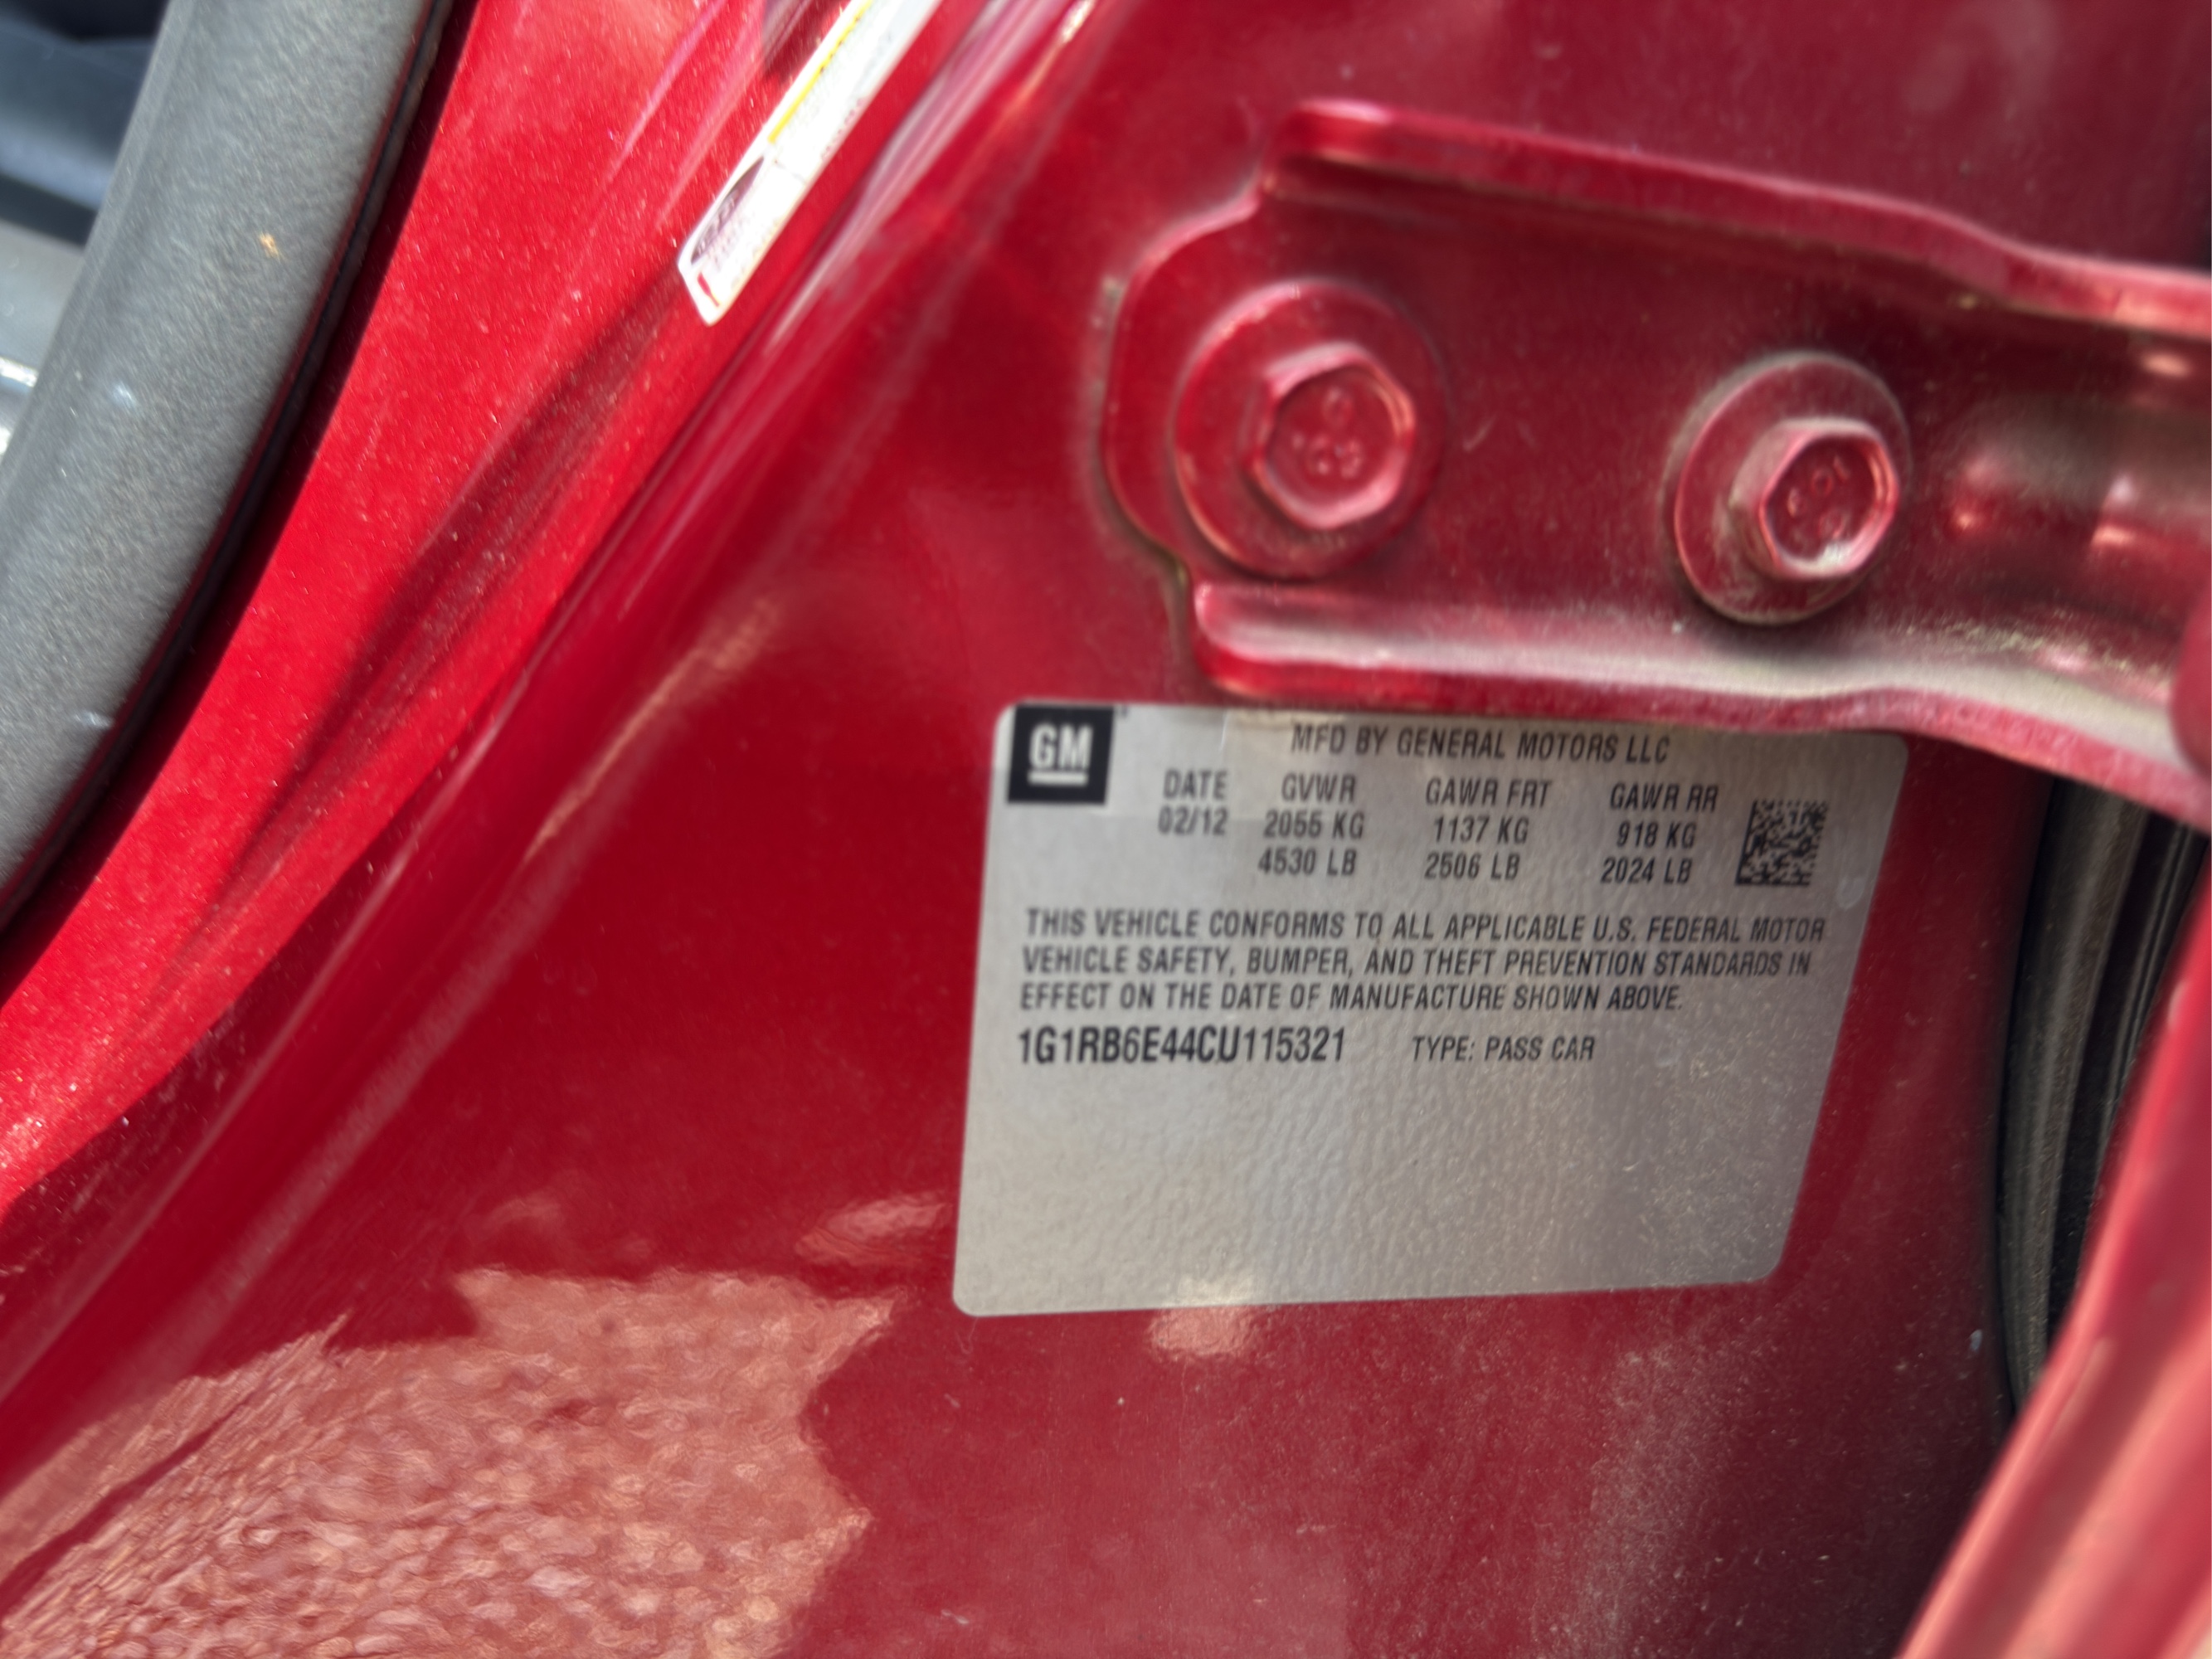 GM
MFD BY GENERAL MOTORS LLC
DATE GVWR GAWR FRT GAWR RR
02/12 2055 KG 1137 KG 918 KG
4530 LB 2506 LB 2024 LB
THIS VEHICLE CONFORMS TO ALL APPLICABLE U.S. FEDERAL MOTOR
VEHICLE SAFETY, BUMPER, AND THEFT PREVENTION STANDARDS IN
EFFECT ON THE DATE OF MANUFACTURE SHOWN ABOVE.
1G1RB6E44CU115321 TYPE: PASS CAR